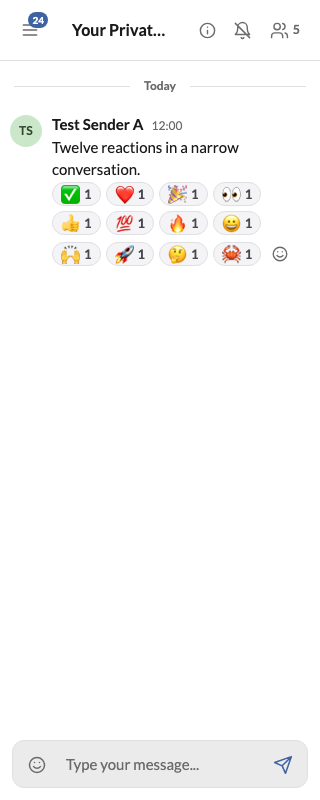 24
Your Privat...
5
Today
TS
Test Sender A 12:00
Twelve reactions in a narrow
conversation.
✅ 1 ❤️ 1 🎉 1 👀 1
👍 1 💯 1 🔥 1 😀 1
🙌 1 🚀 1 🤔 1 🦀 1
Type your message...